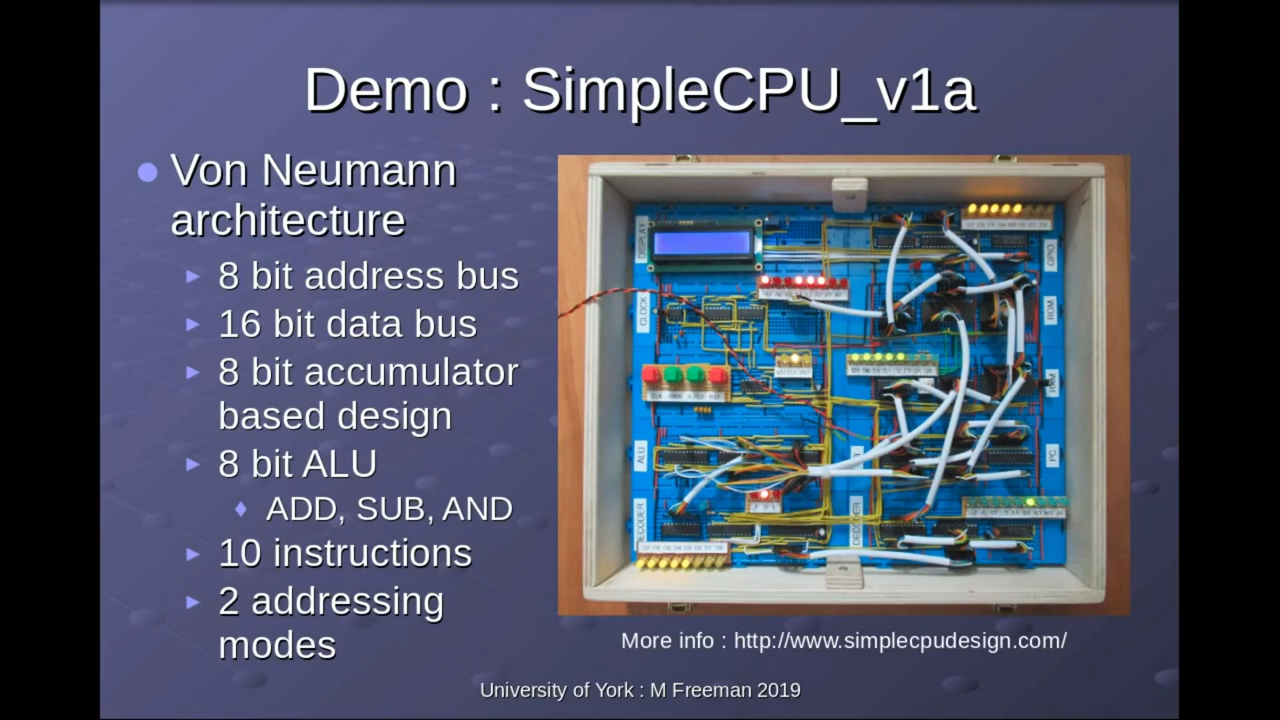 Demo : SimpleCPU_v1a
Von Neumann
architecture
8 bit address bus
16 bit data bus
8 bit accumulator
based design
8 bit ALU
ADD, SUB, AND
10 instructions
2 addressing
modes
DISPLAY
CLOCK
ALU
GPIO
ROM
RAM
PC
More info : http://www.simplecpudesign.com/
University of York : M Freeman 2019